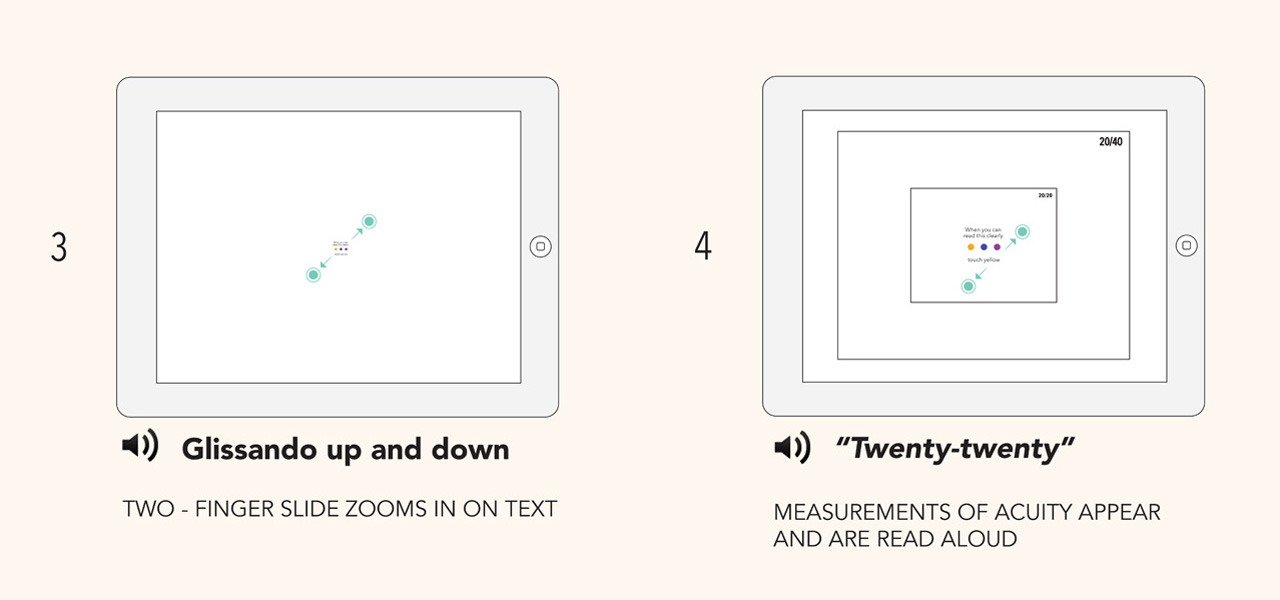 3
Glissando up and down
TWO - FINGER SLIDE ZOOMS IN ON TEXT
4
20/40
20/20
When you can
read this clearly
touch yellow
“Twenty-twenty”
MEASUREMENTS OF ACUITY APPEAR
AND ARE READ ALOUD